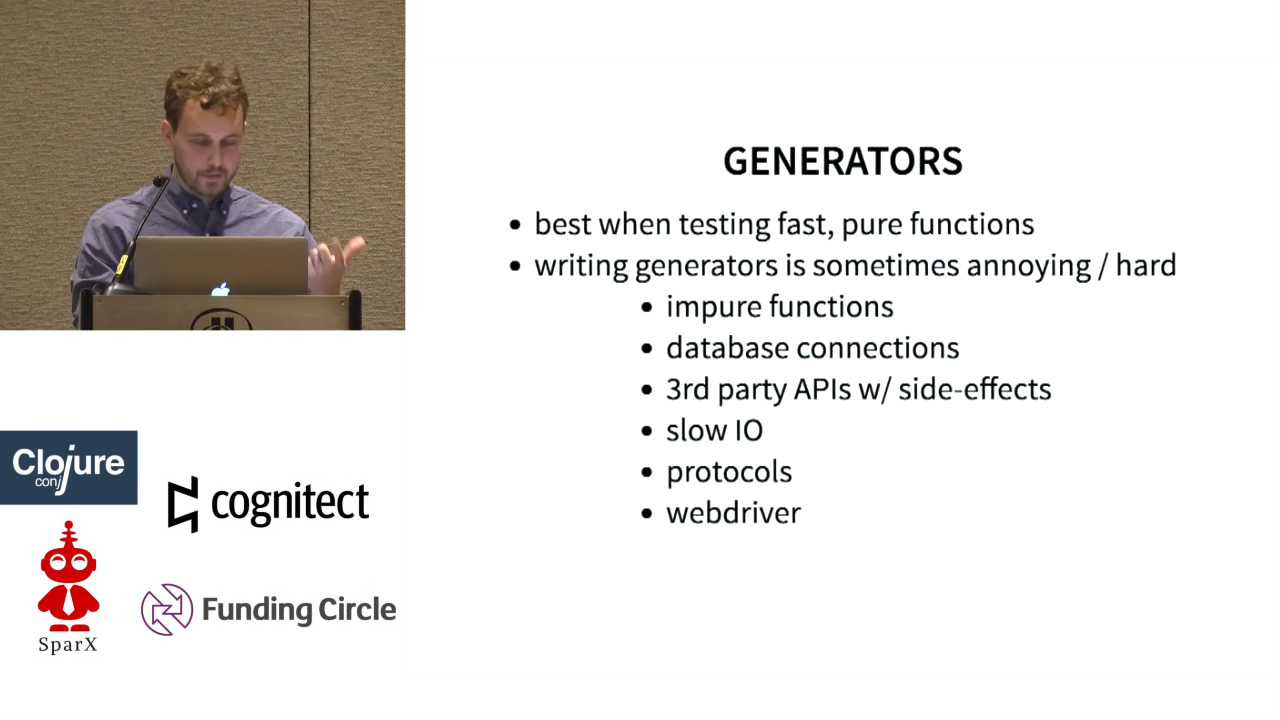 GENERATORS
• best when testing fast, pure functions
• writing generators is sometimes annoying / hard
• impure functions
• database connections
• 3rd party APIs w/ side-effects
• slow IO
• protocols
• webdriver
Clojure
conj
cognitect
SparX
Funding Circle